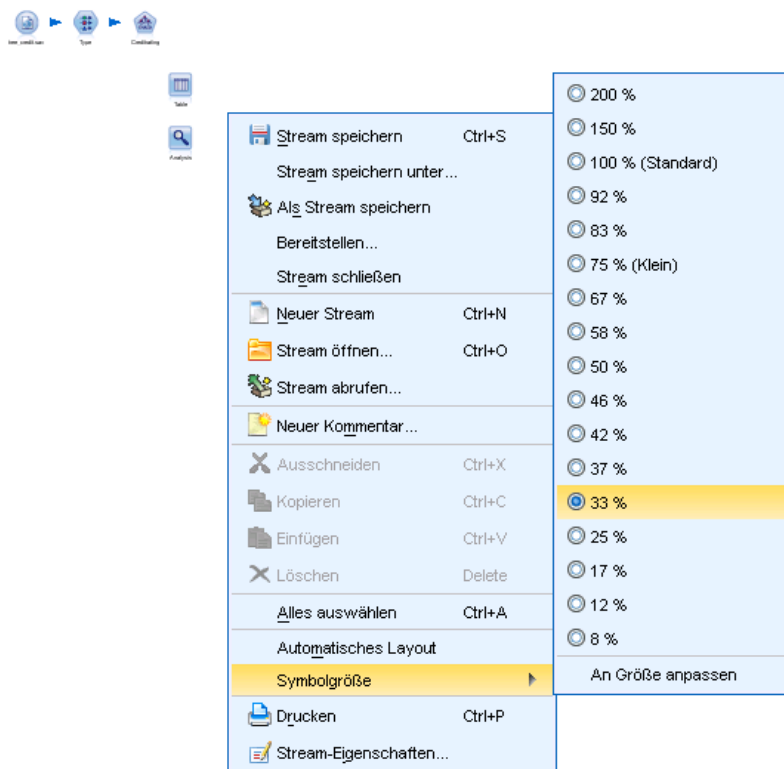 tree_credit.sav
Type
Creditrating
Table
Analysis
Stream speichern Ctrl+S
Stream speichern unter...
Als Stream speichern
Bereitstellen...
Stream schließen
Neuer Stream Ctrl+N
Stream öffnen... Ctrl+O
Stream abrufen...
Neuer Kommentar...
Ausschneiden Ctrl+X
Kopieren Ctrl+C
Einfügen Ctrl+V
Löschen Delete
Alles auswählen Ctrl+A
Automatisches Layout
Symbolgröße
Drucken Ctrl+P
Stream-Eigenschaften...
200 %
150 %
100 % (Standard)
92 %
83 %
75 % (Klein)
67 %
58 %
50 %
46 %
42 %
37 %
33 %
25 %
17 %
12 %
8 %
An Größe anpassen